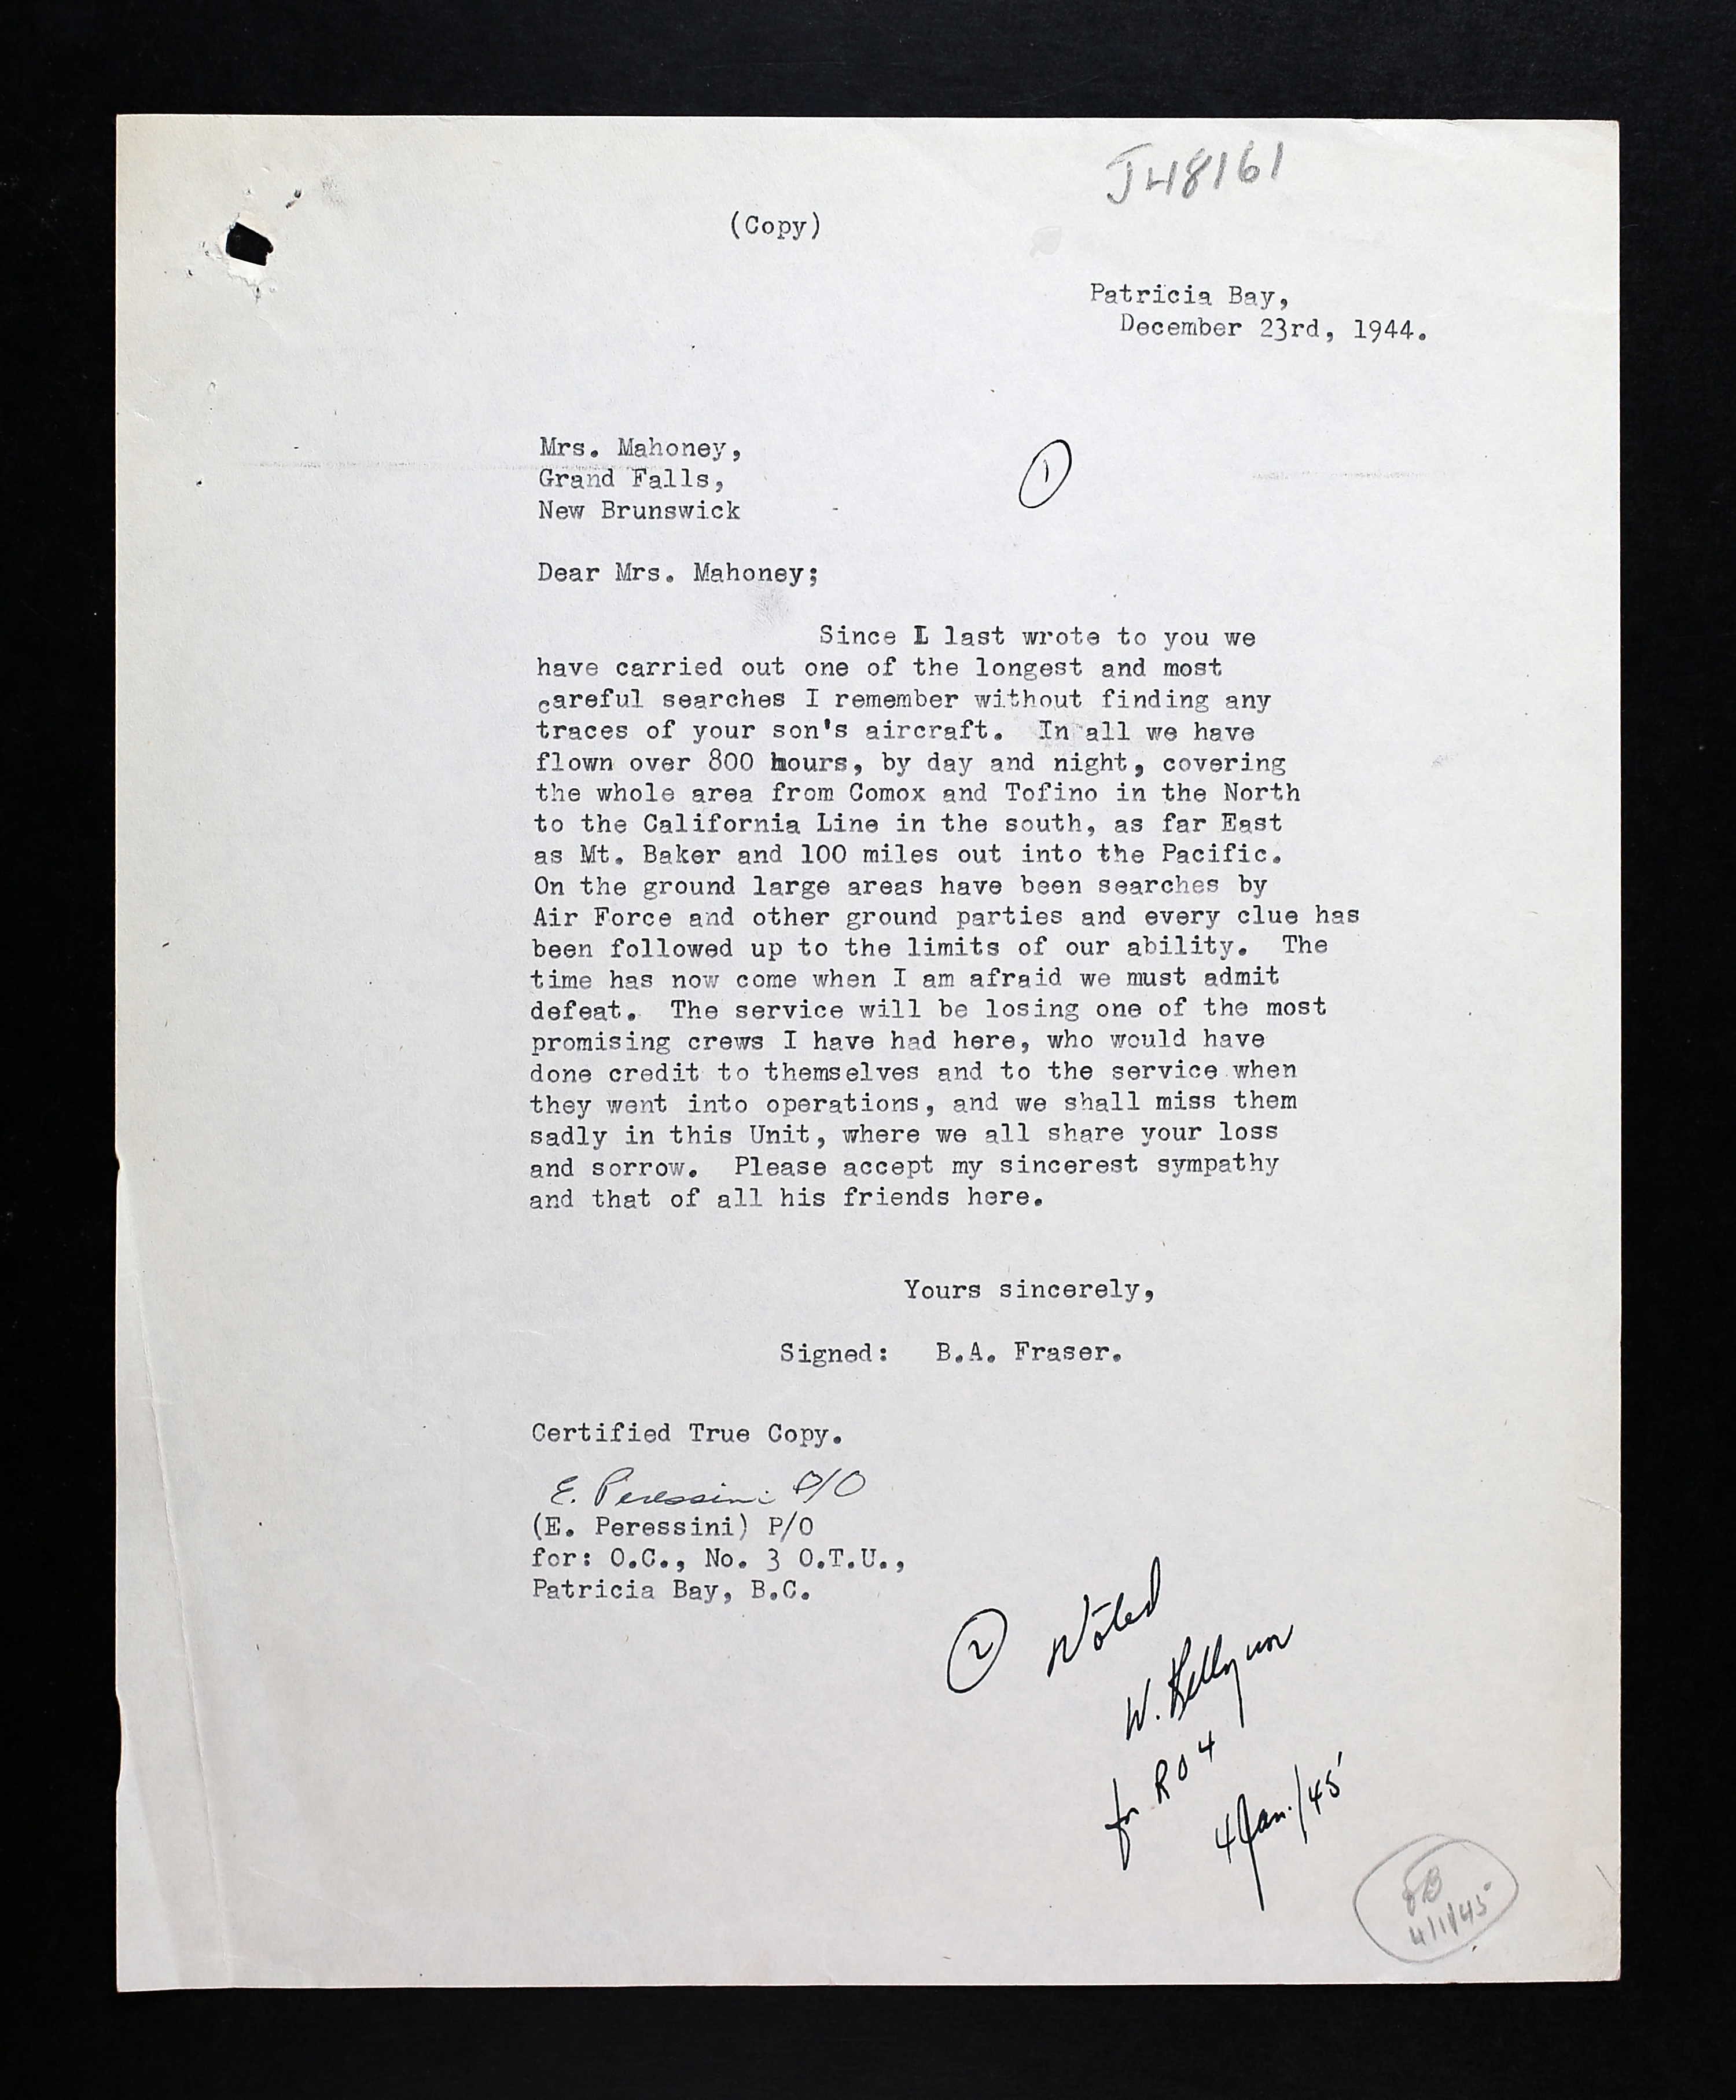 J48161
(Copy)
Patricia Bay,
December 23rd, 1944.
Mrs. Mahoney,
Grand Falls,
New Brunswick
1
Dear Mrs. Mahoney;
Since I last wrote to you we
have carried out one of the longest and most
careful searches I remember without finding any
traces of your son's aircraft. In all we have
flown over 800 hours, by day and night, covering
the whole area from Comox and Tofino in the North
to the California Line in the south, as far East
as Mt. Baker and 100 miles out into the Pacific.
On the ground large areas have been searches by
Air Force and other ground parties and every clue has
been followed up to the limits of our ability. The
time has now come when I am afraid we must admit
defeat. The service will be losing one of the most
promising crews I have had here, who would have
done credit to themselves and to the service when
they went into operations, and we shall miss them
sadly in this Unit, where we all share your loss
and sorrow. Please accept my sincerest sympathy
and that of all his friends here.
Yours sincerely,
Signed: B.A. Fraser.
Certified True Copy.
E. Peressini P/O
(E. Peressini) P/O
for: O.C., No. 3 O.T.U.,
Patricia Bay, B.C.
2 Noted
W. Kelly
for RO4
4 Jan./45
4/1/45